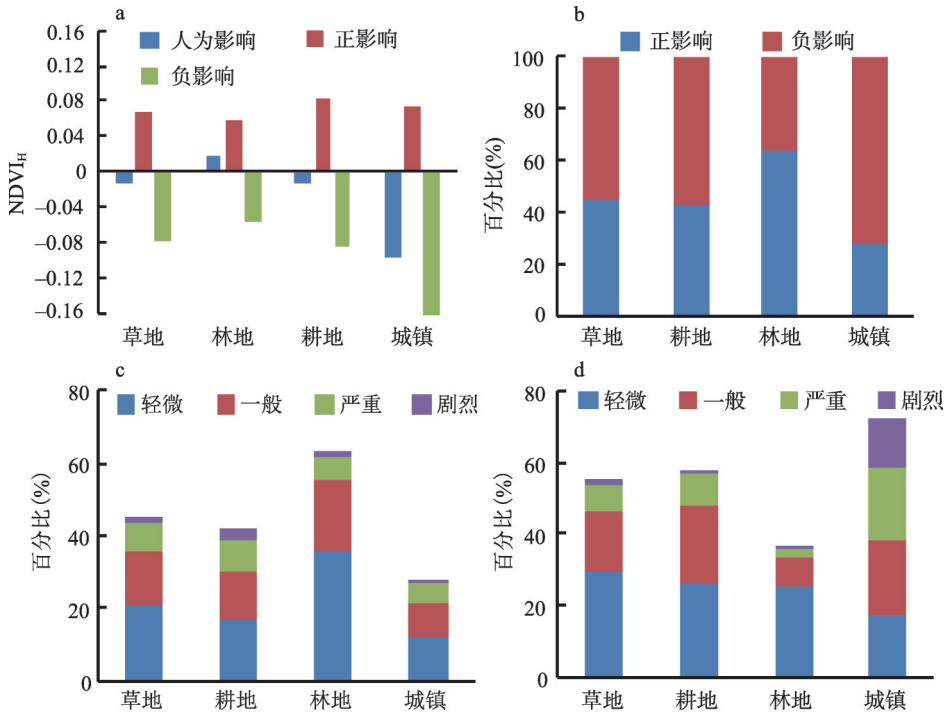 a
人为影响 正影响
负影响
NDVIH
0.16
0.12
0.08
0.04
0
–0.04
–0.08
–0.12
–0.16
草地 林地 耕地 城镇
b
正影响 负影响
百分比(%)
100
80
60
40
20
0
草地 耕地 林地 城镇
c
轻微 一般 严重 剧烈
百分比(%)
80
60
40
20
0
草地 耕地 林地 城镇
d
轻微 一般 严重 剧烈
百分比(%)
80
60
40
20
0
草地 耕地 林地 城镇